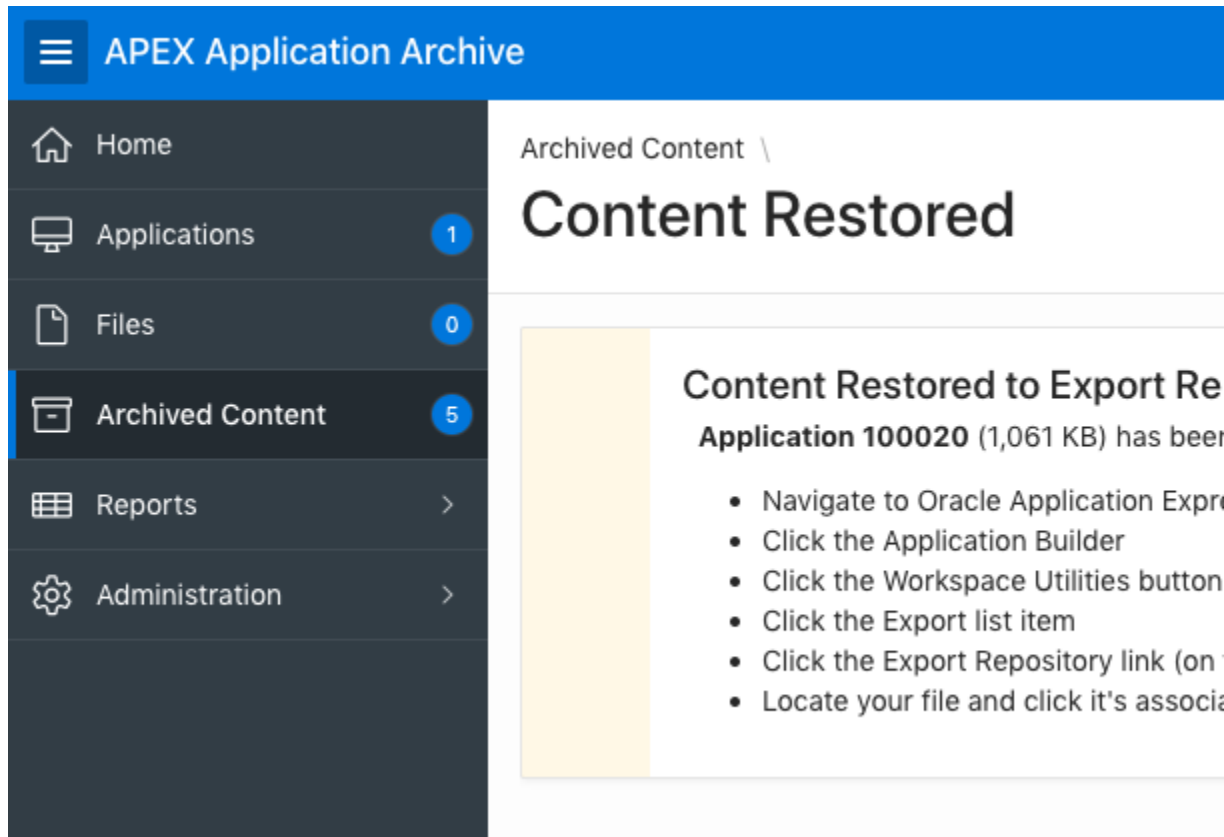 APEX Application Archive
Home
Applications 1
Files 0
Archived Content 5
Reports
Administration
Archived Content \
Content Restored
Content Restored to Export Re
Application 100020 (1,061 KB) has been
• Navigate to Oracle Application Expre
• Click the Application Builder
• Click the Workspace Utilities button
• Click the Export list item
• Click the Export Repository link (on
• Locate your file and click it's associa